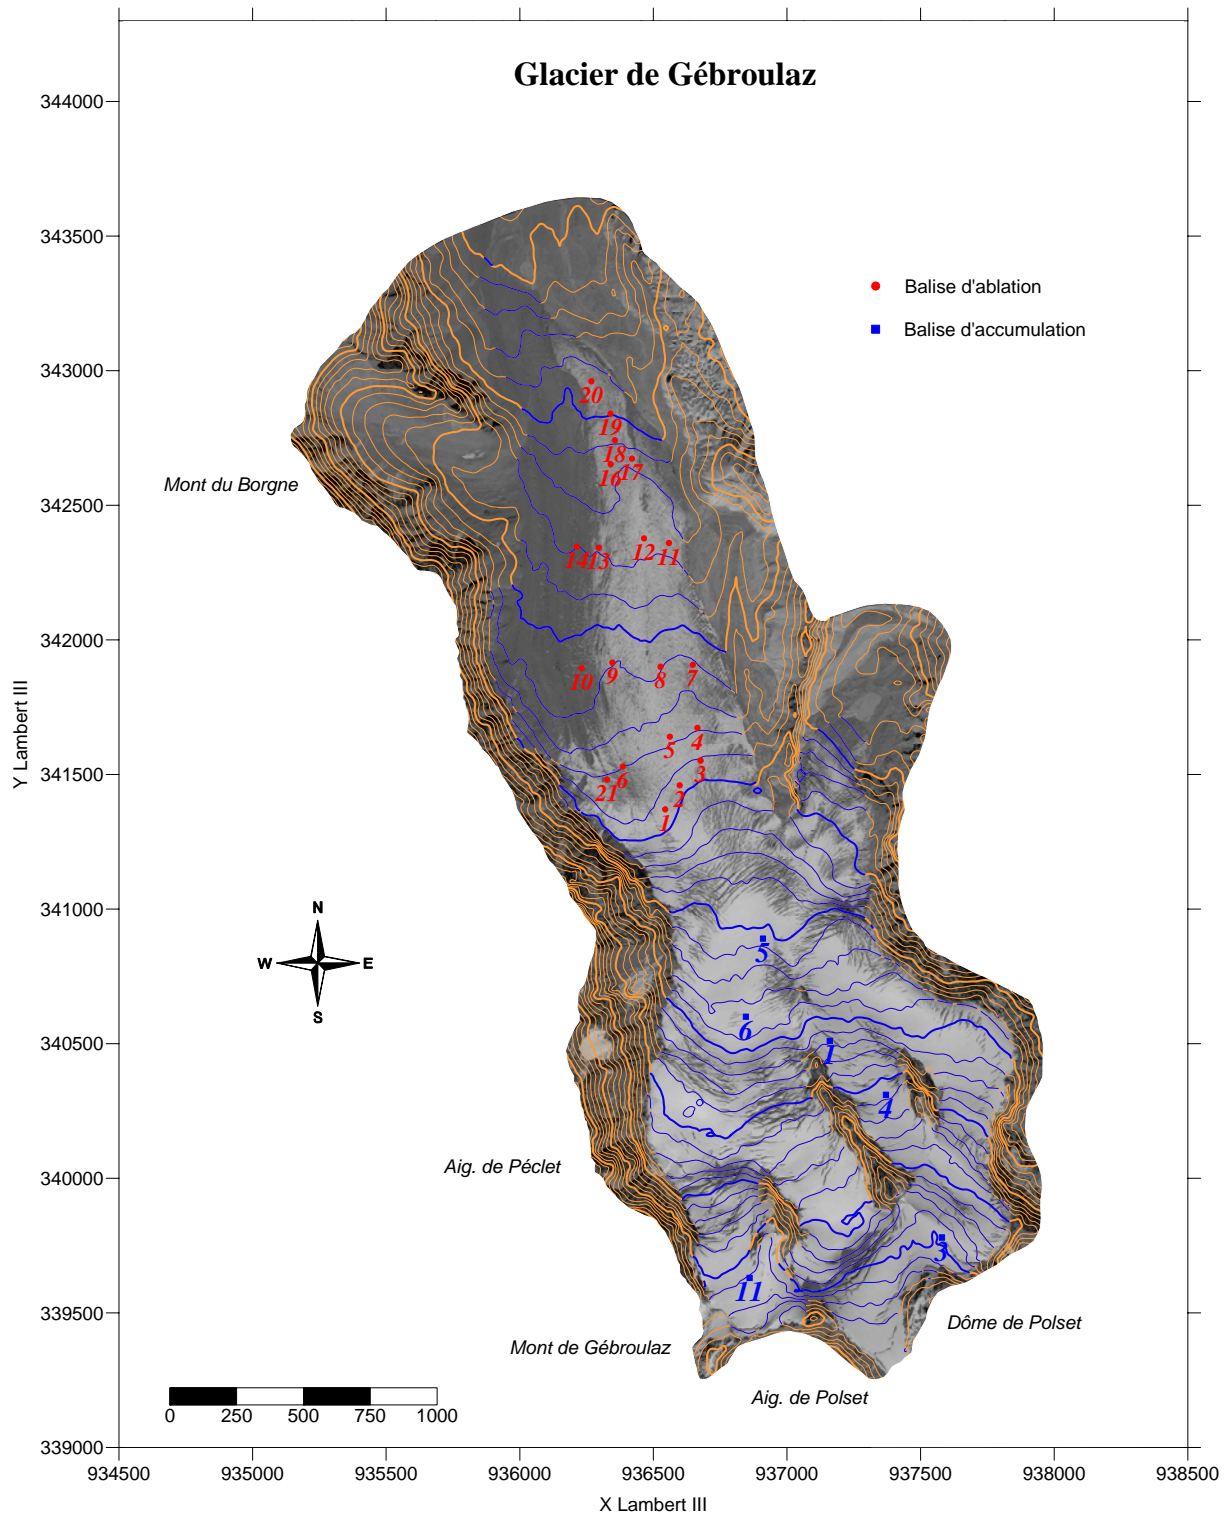 Glacier de Gébroulaz
344000
343500
Balise d'ablation
Balise d'accumulation
343000
20
19
18
17
16
Mont du Borgne
342500
12
11
14
13
342000
9
8
7
10
Y Lambert III
4
5
341500
3
6
21
2
1
341000
N
W
E
S
5
6
340500
1
4
340000
Aig. de Péclet
3
11
339500
Dôme de Polset
Mont de Gébroulaz
Aig. de Polset
0 250 500 750 1000
339000
934500 935000 935500 936000 936500 937000 937500 938000 938500
X Lambert III